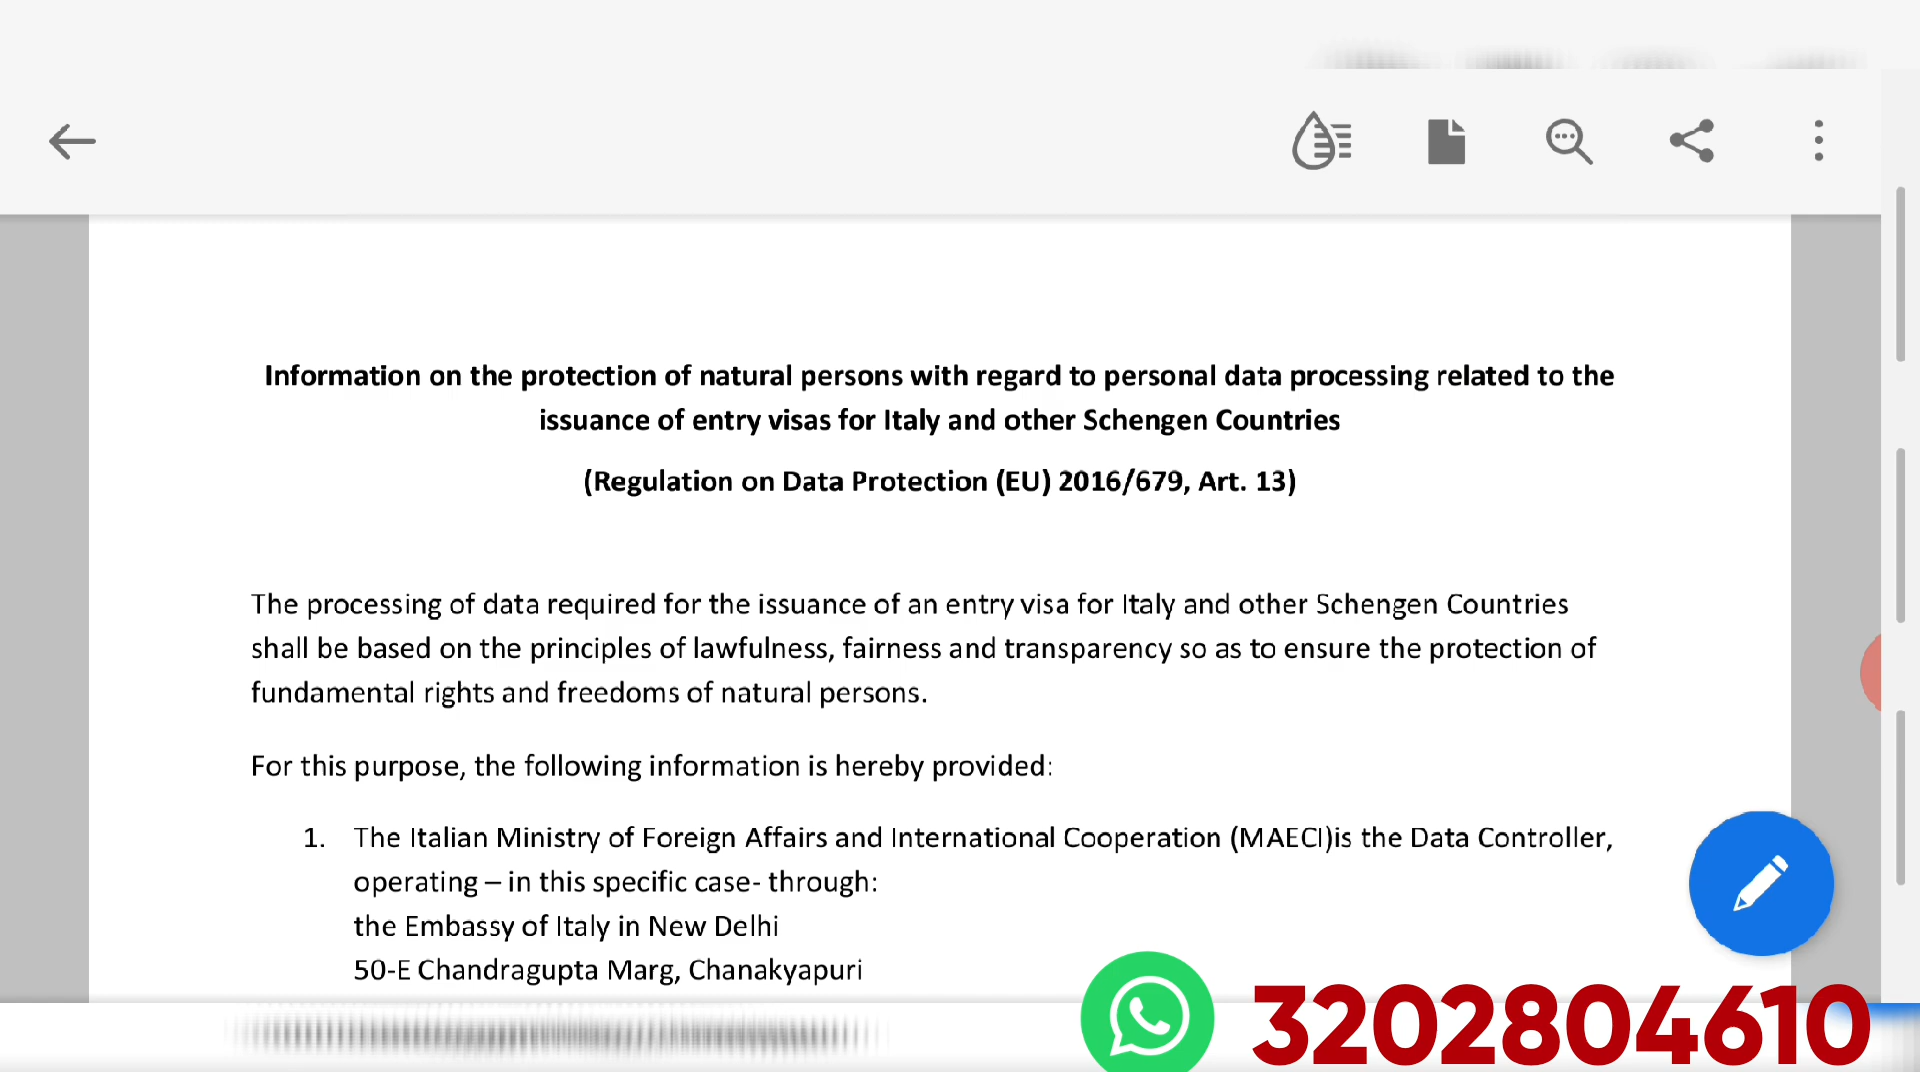 Information on the protection of natural persons with regard to personal data processing related to the
issuance of entry visas for Italy and other Schengen Countries
(Regulation on Data Protection (EU) 2016/679, Art. 13)
The processing of data required for the issuance of an entry visa for Italy and other Schengen Countries
shall be based on the principles of lawfulness, fairness and transparency so as to ensure the protection of
fundamental rights and freedoms of natural persons.
For this purpose, the following information is hereby provided:
1. The Italian Ministry of Foreign Affairs and International Cooperation (MAECI)is the Data Controller,
operating – in this specific case- through:
the Embassy of Italy in New Delhi
50-E Chandragupta Marg, Chanakyapuri
3202804610